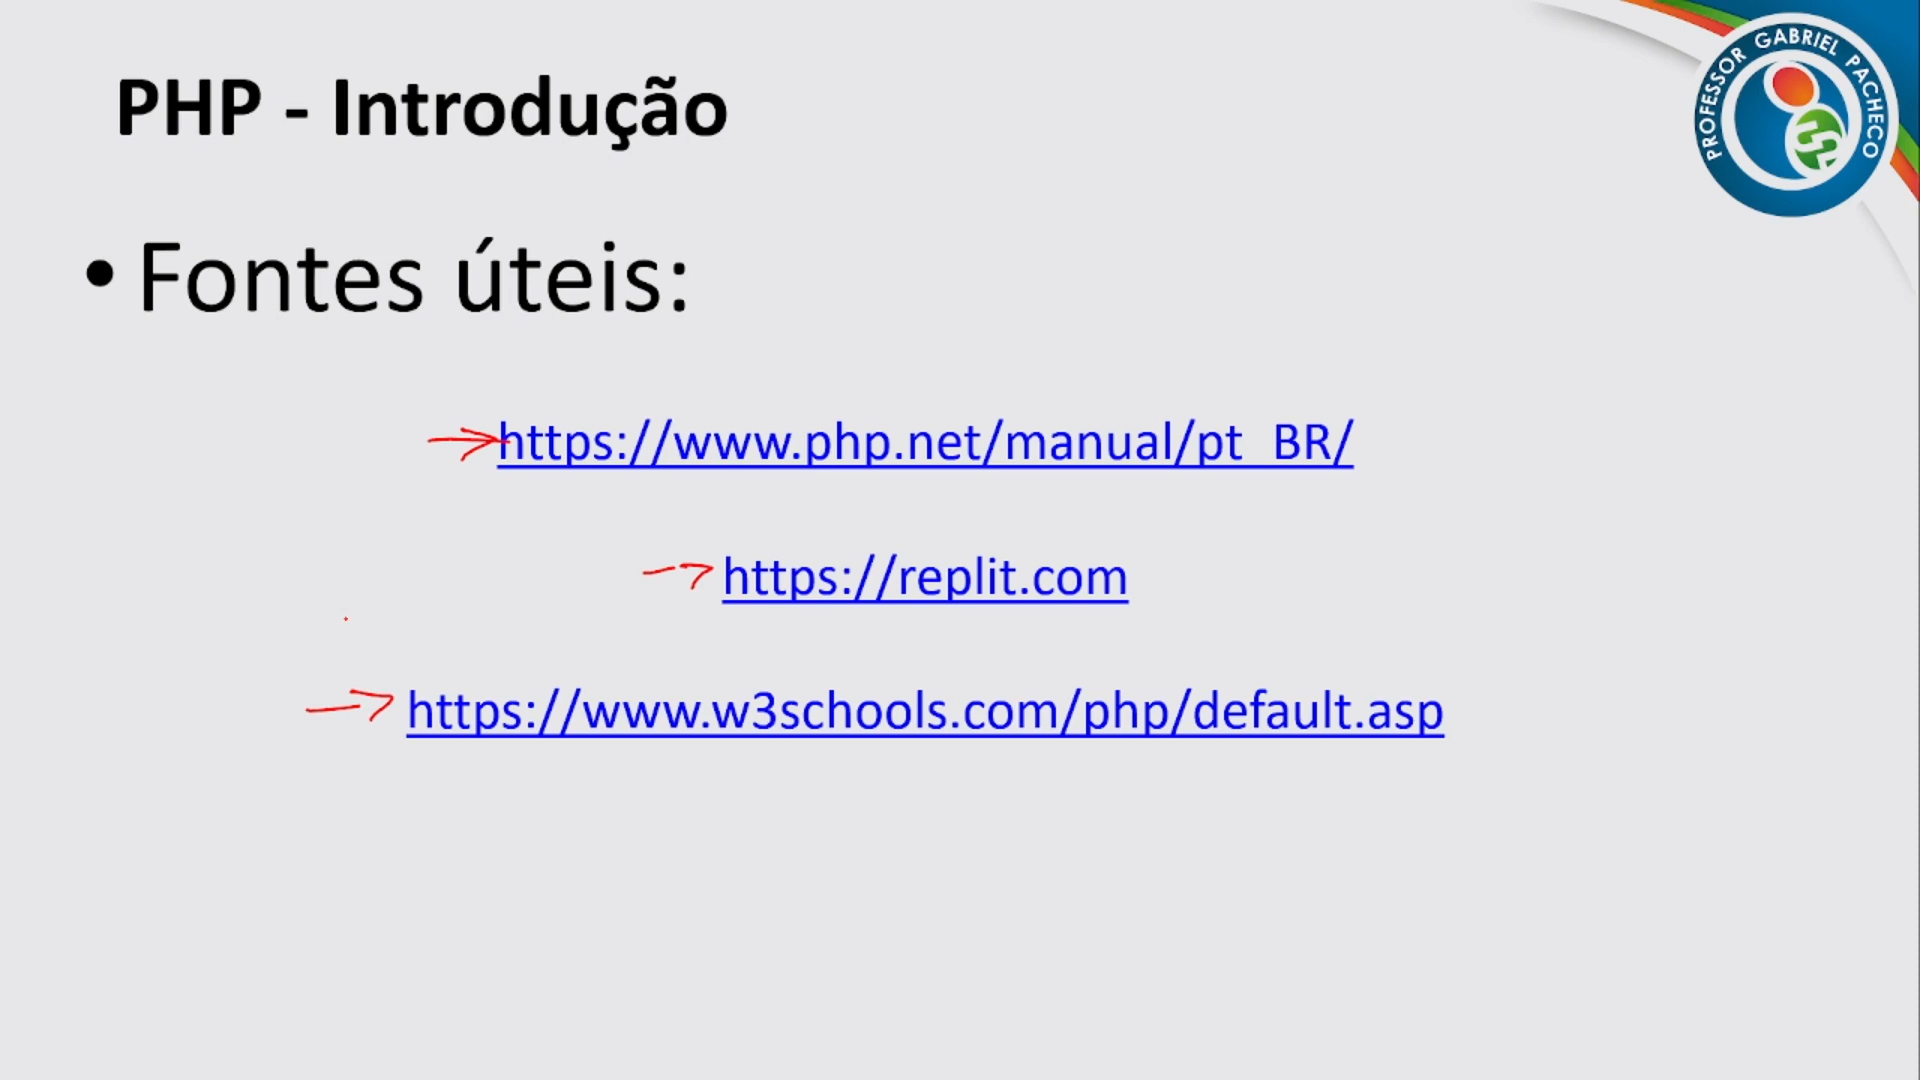 PHP - Introdução
PROFESSOR GABRIEL PACHECO
• Fontes úteis:
https://www.php.net/manual/pt_BR/
https://replit.com
https://www.w3schools.com/php/default.asp